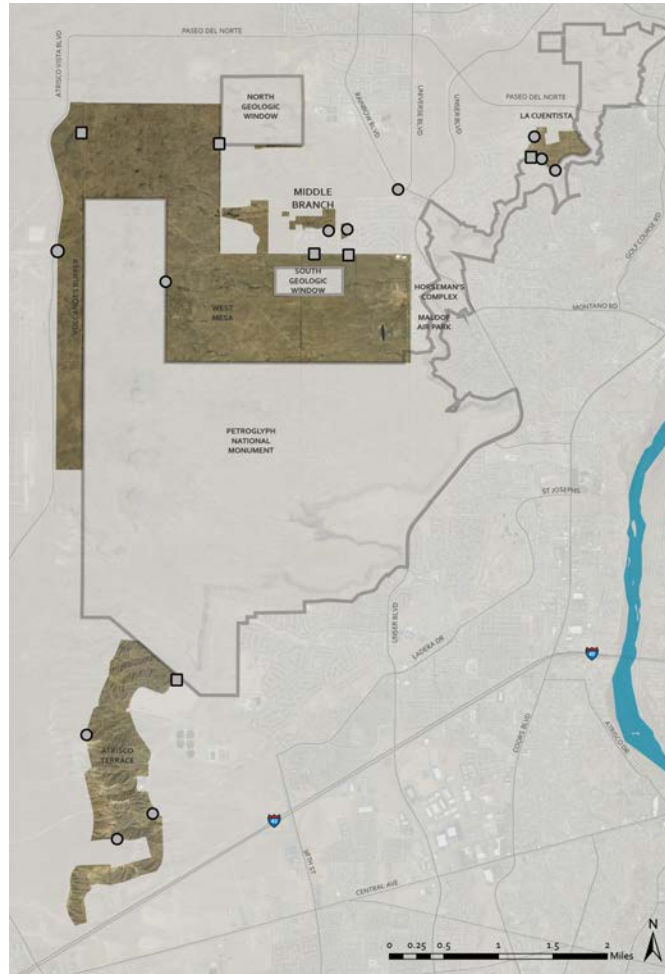 PASEO DEL NORTE
ATRISCO VISTA BLVD
NORTH
GEOLOGIC
WINDOW
RAINBOW BLVD
UNIVERSE BLVD
UNSER BLVD
PASEO DEL NORTE
LA CUENTISTA
MIDDLE
BRANCH
GOLF COURSE RD
SOUTH
GEOLOGIC
WINDOW
HORSEMAN'S
COMPLEX
VOLCANOES BUFFER
WEST
MESA
MALOOF
AIR PARK
MONTANO RD
PETROGLYPH
NATIONAL
MONUMENT
ST JOSEPHS
UNSER BLVD
LADERA DR
COORS BLVD
ATRISCO DR
ATRISCO
TERRACE
98TH ST
CENTRAL AVE
N
0 0.25 0.5 1 1.5 2
Miles